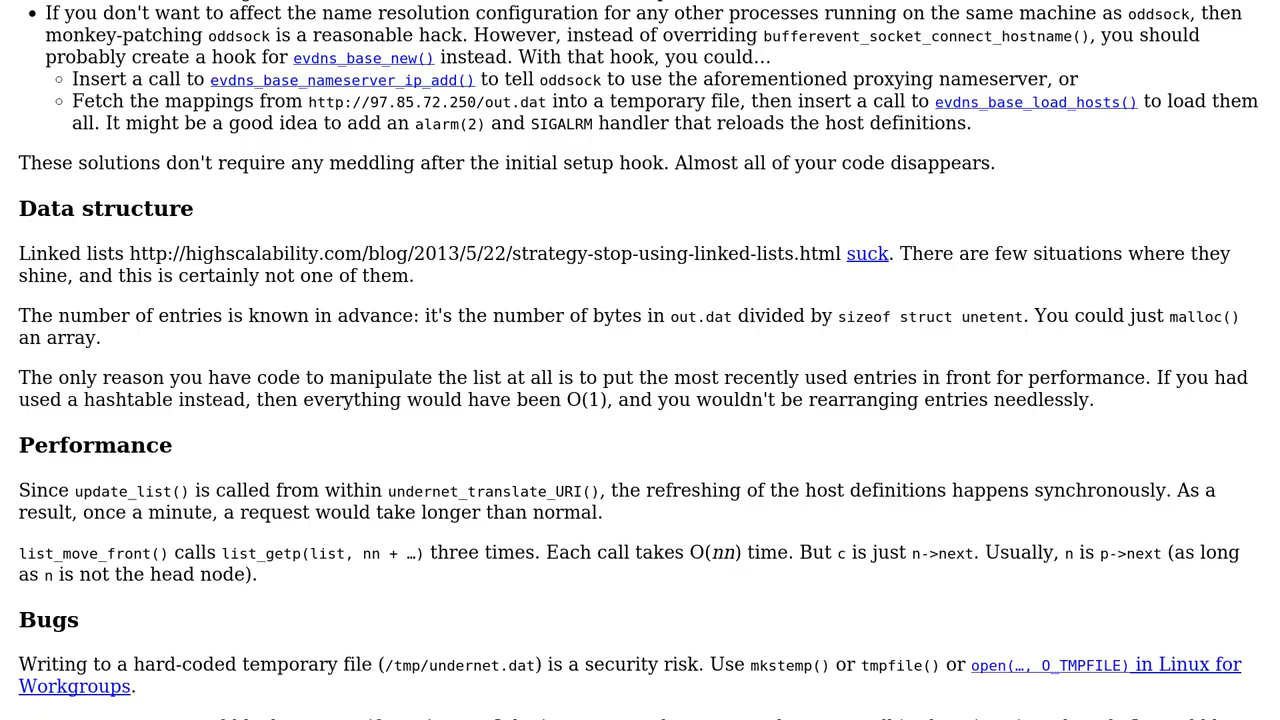 If you don't want to affect the name resolution configuration for any other processes running on the same machine as oddsock, then
monkey-patching oddsock is a reasonable hack. However, instead of overriding bufferevent_socket_connect_hostname(), you should
probably create a hook for evdns_base_new() instead. With that hook, you could…
Insert a call to evdns_base_nameserver_ip_add() to tell oddsock to use the aforementioned proxying nameserver, or
Fetch the mappings from http://97.85.72.250/out.dat into a temporary file, then insert a call to evdns_base_load_hosts() to load them
all. It might be a good idea to add an alarm(2) and SIGALRM handler that reloads the host definitions.
These solutions don't require any meddling after the initial setup hook. Almost all of your code disappears.
Data structure
Linked lists http://highscalability.com/blog/2013/5/22/strategy-stop-using-linked-lists.html suck. There are few situations where they
shine, and this is certainly not one of them.
The number of entries is known in advance: it's the number of bytes in out.dat divided by sizeof struct unetent. You could just malloc()
an array.
The only reason you have code to manipulate the list at all is to put the most recently used entries in front for performance. If you had
used a hashtable instead, then everything would have been O(1), and you wouldn't be rearranging entries needlessly.
Performance
Since update_list() is called from within undernet_translate_URI(), the refreshing of the host definitions happens synchronously. As a
result, once a minute, a request would take longer than normal.
list_move_front() calls list_getp(list, nn + …) three times. Each call takes O(nn) time. But c is just n->next. Usually, n is p->next (as long
as n is not the head node).
Bugs
Writing to a hard-coded temporary file (/tmp/undernet.dat) is a security risk. Use mkstemp() or tmpfile() or open(…, O_TMPFILE) in Linux for
Workgroups.